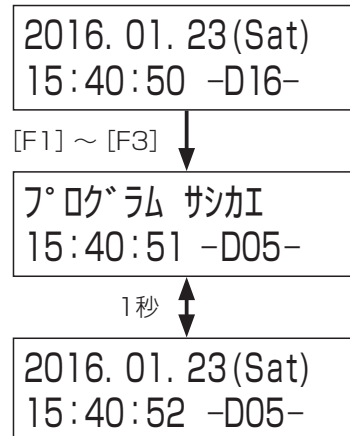 2016. 01. 23(Sat)
15:40:50 -D16-
[F1] ～ [F3]
プログラム サシカエ
15:40:51 -D05-
1秒
2016. 01. 23(Sat)
15:40:52 -D05-